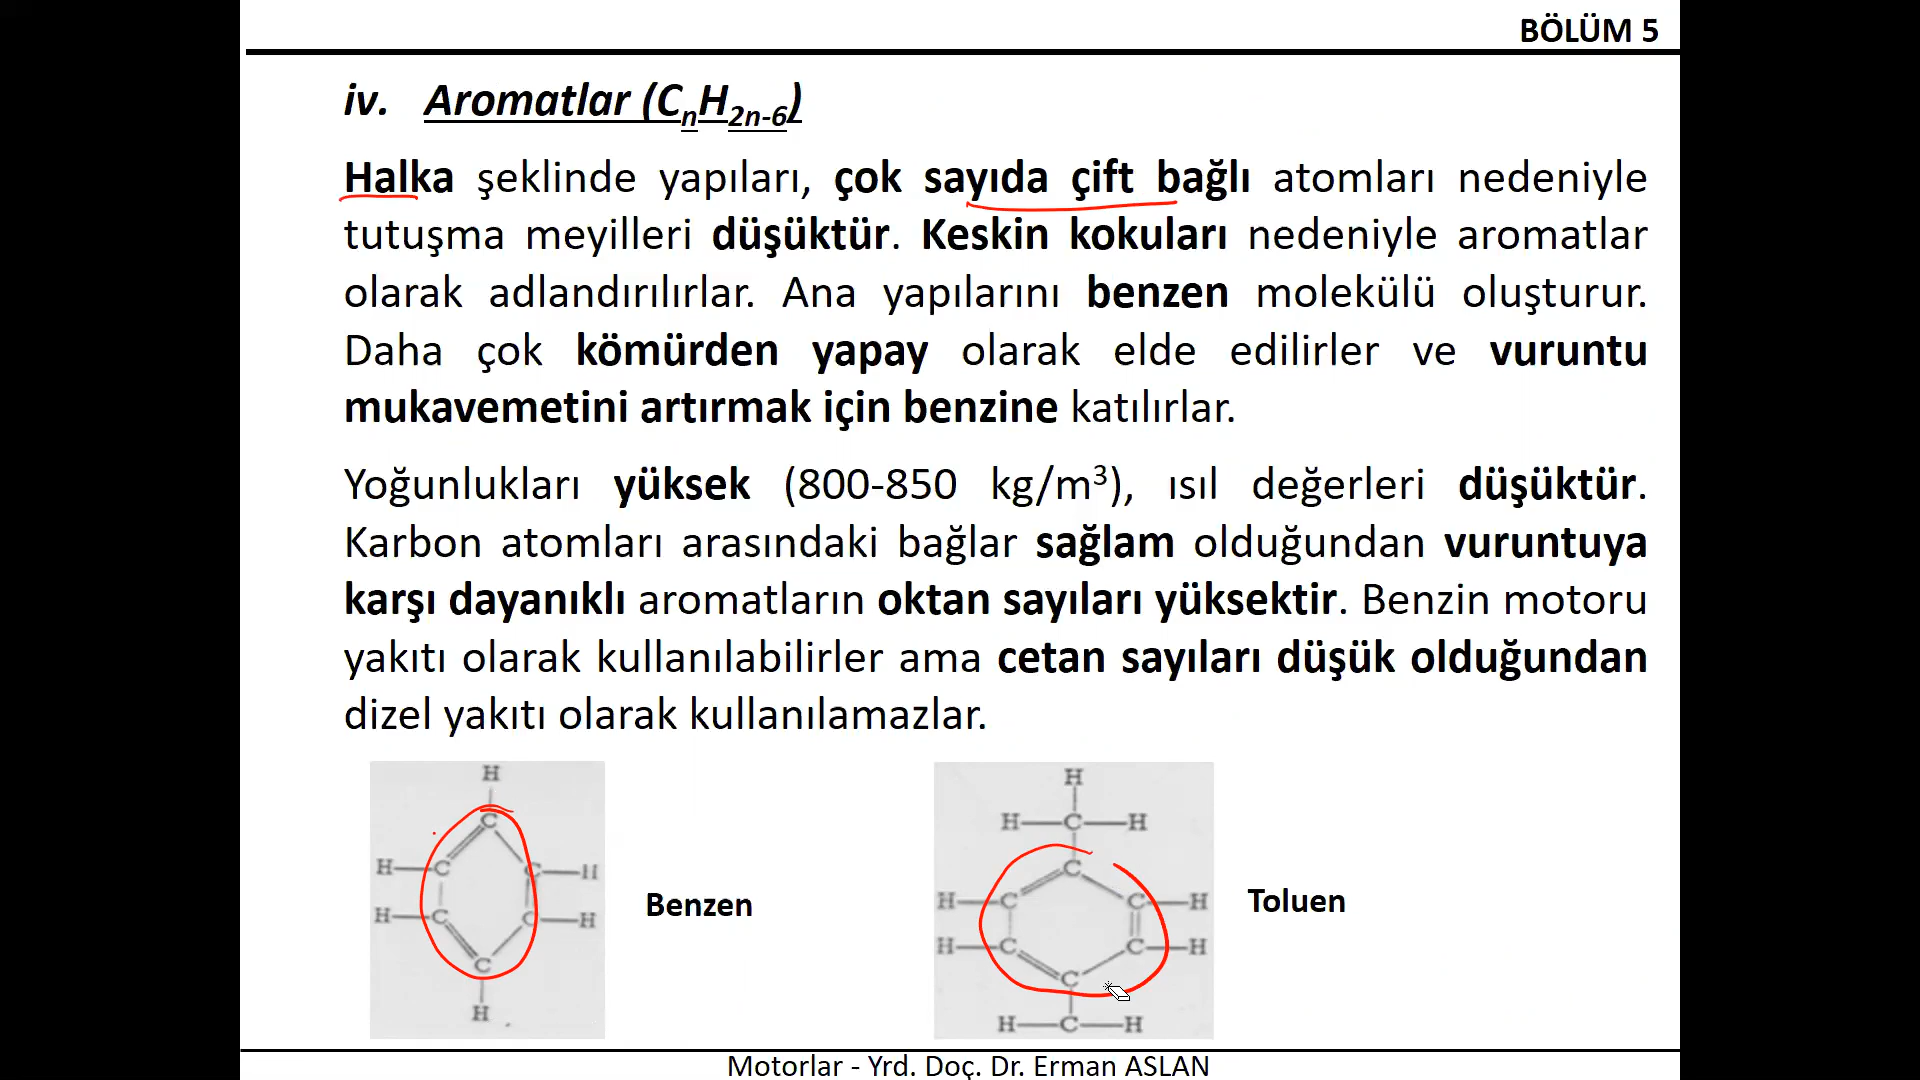 BÖLÜM 5
iv. Aromatlar (CnH2n-6)
Halka şeklinde yapıları, çok sayıda çift bağlı atomları nedeniyle
tutuşma meyilleri düşüktür. Keskin kokuları nedeniyle aromatlar
olarak adlandırılırlar. Ana yapılarını benzen molekülü oluşturur.
Daha çok kömürden yapay olarak elde edilirler ve vuruntu
mukavemetini artırmak için benzine katılırlar.
Yoğunlukları yüksek (800-850 kg/m³), ısıl değerleri düşüktür.
Karbon atomları arasındaki bağlar sağlam olduğundan vuruntuya
karşı dayanıklı aromatların oktan sayıları yüksektir. Benzin motoru
yakıtı olarak kullanılabilirler ama cetan sayıları düşük olduğundan
dizel yakıtı olarak kullanılamazlar.
H
C
H C C H
H C C H
C
H
Benzen
H
H C H
C
H C C H
H C C H
C
H C H
Toluen
Motorlar - Yrd. Doç. Dr. Erman ASLAN